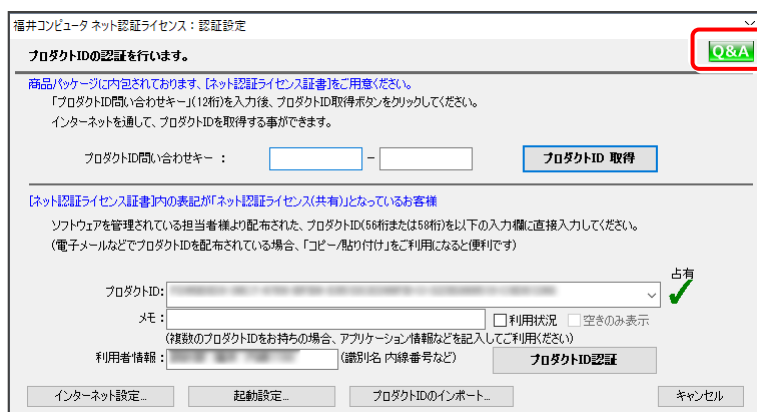 福井コンピュータ ネット認証ライセンス：認証設定
プロダクトIDの認証を行います。
Q&A
商品パッケージに内包されております、[ネット認証ライセンス証書]をご用意ください。
「プロダクトID問い合わせキー」(12桁)を入力後、プロダクトID取得ボタンをクリックしてください。
インターネットを通して、プロダクトIDを取得する事ができます。
プロダクトID問い合わせキー ： － プロダクトID 取得
[ネット認証ライセンス証書]内の表記が「ネット認証ライセンス(共有)」となっているお客様
ソフトウェアを管理されている担当者様より配布された、プロダクトID(56桁または58桁)を以下の入力欄に直接入力してください。
(電子メールなどでプロダクトIDを配布されている場合、「コピー/貼り付け」をご利用になると便利です)
占有
プロダクトID:
メモ： 利用状況 空きのみ表示
(複数のプロダクトIDをお持ちの場合、アプリケーション情報などを記入してご利用ください)
利用者情報： (識別名 内線番号など) プロダクトID認証
インターネット設定... 起動設定... プロダクトIDのインポート... キャンセル